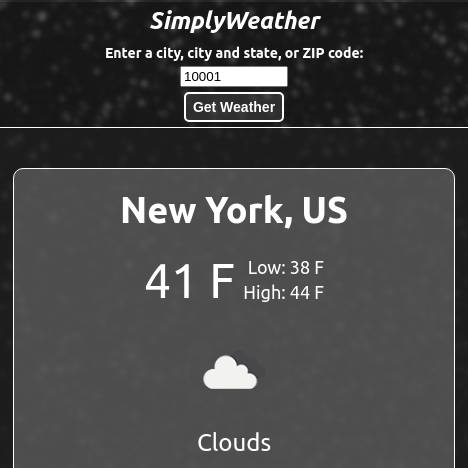 SimplyWeather
Enter a city, city and state, or ZIP code:
10001
Get Weather
New York, US
41 F
Low: 38 F
High: 44 F
Clouds